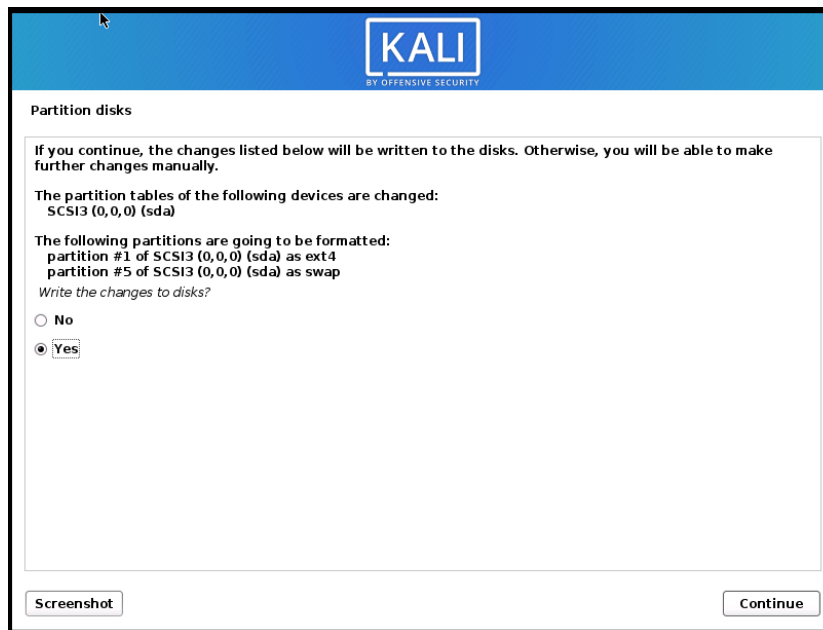 KALI
BY OFFENSIVE SECURITY
Partition disks
If you continue, the changes listed below will be written to the disks. Otherwise, you will be able to make
further changes manually.
The partition tables of the following devices are changed:
SCSI3 (0,0,0) (sda)
The following partitions are going to be formatted:
partition #1 of SCSI3 (0,0,0) (sda) as ext4
partition #5 of SCSI3 (0,0,0) (sda) as swap
Write the changes to disks?
No
Yes
Screenshot
Continue